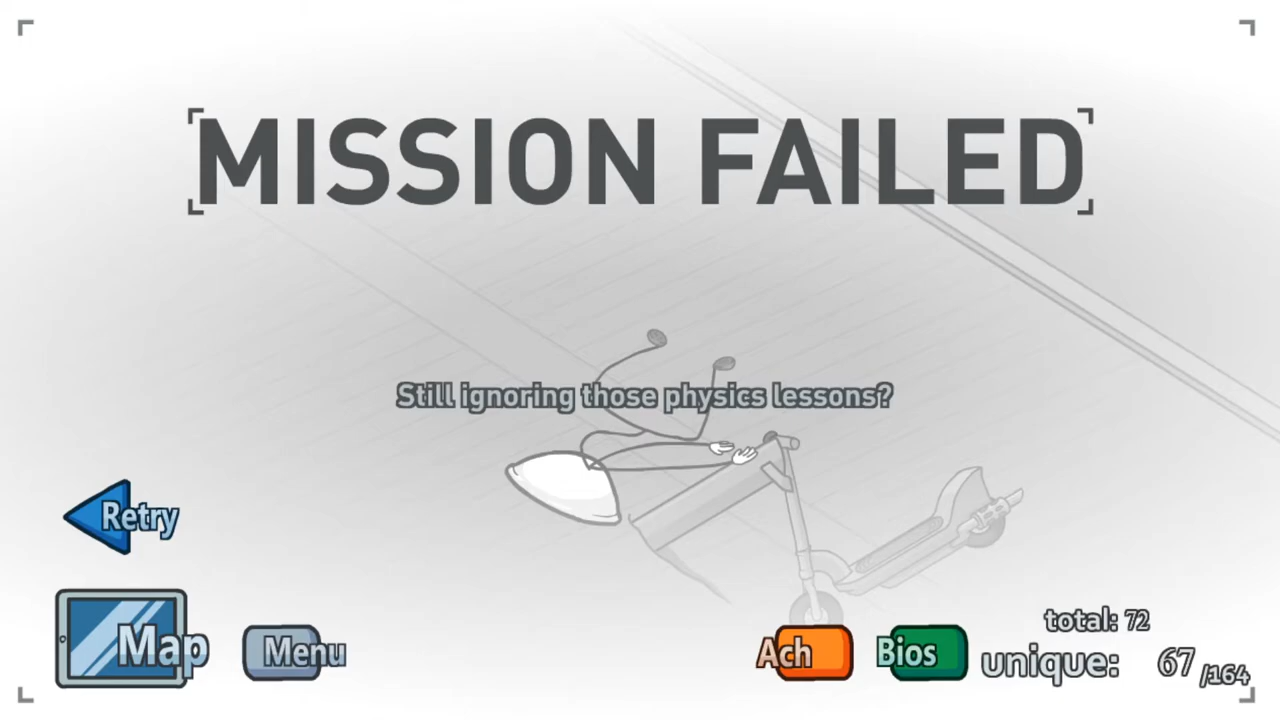 MISSION FAILED
Still ignoring those physics lessons?
Retry
Map
Menu
Ach
Bios
total: 72
unique: 67 /164